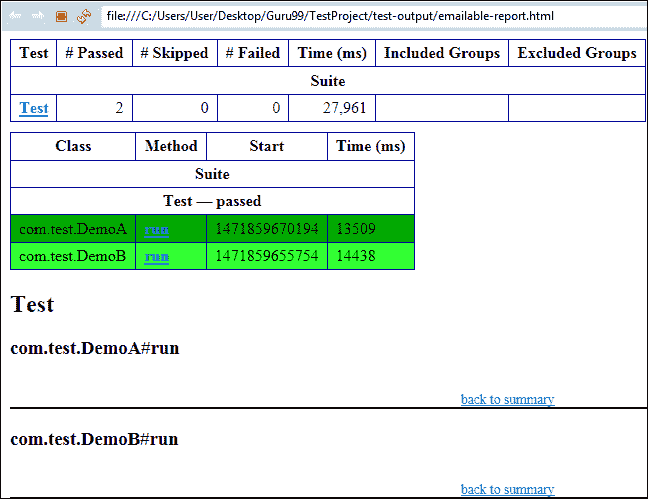 file:///C:/Users/User/Desktop/Guru99/TestProject/test-output/emailable-report.html
Test # Passed # Skipped # Failed Time (ms) Included Groups Excluded Groups
Suite
Test 2 0 0 27,961
Class Method Start Time (ms)
Suite
Test — passed
com.test.DemoA run 1471859670194 13509
com.test.DemoB run 1471859655754 14438
Test
com.test.DemoA#run
back to summary
com.test.DemoB#run
back to summary